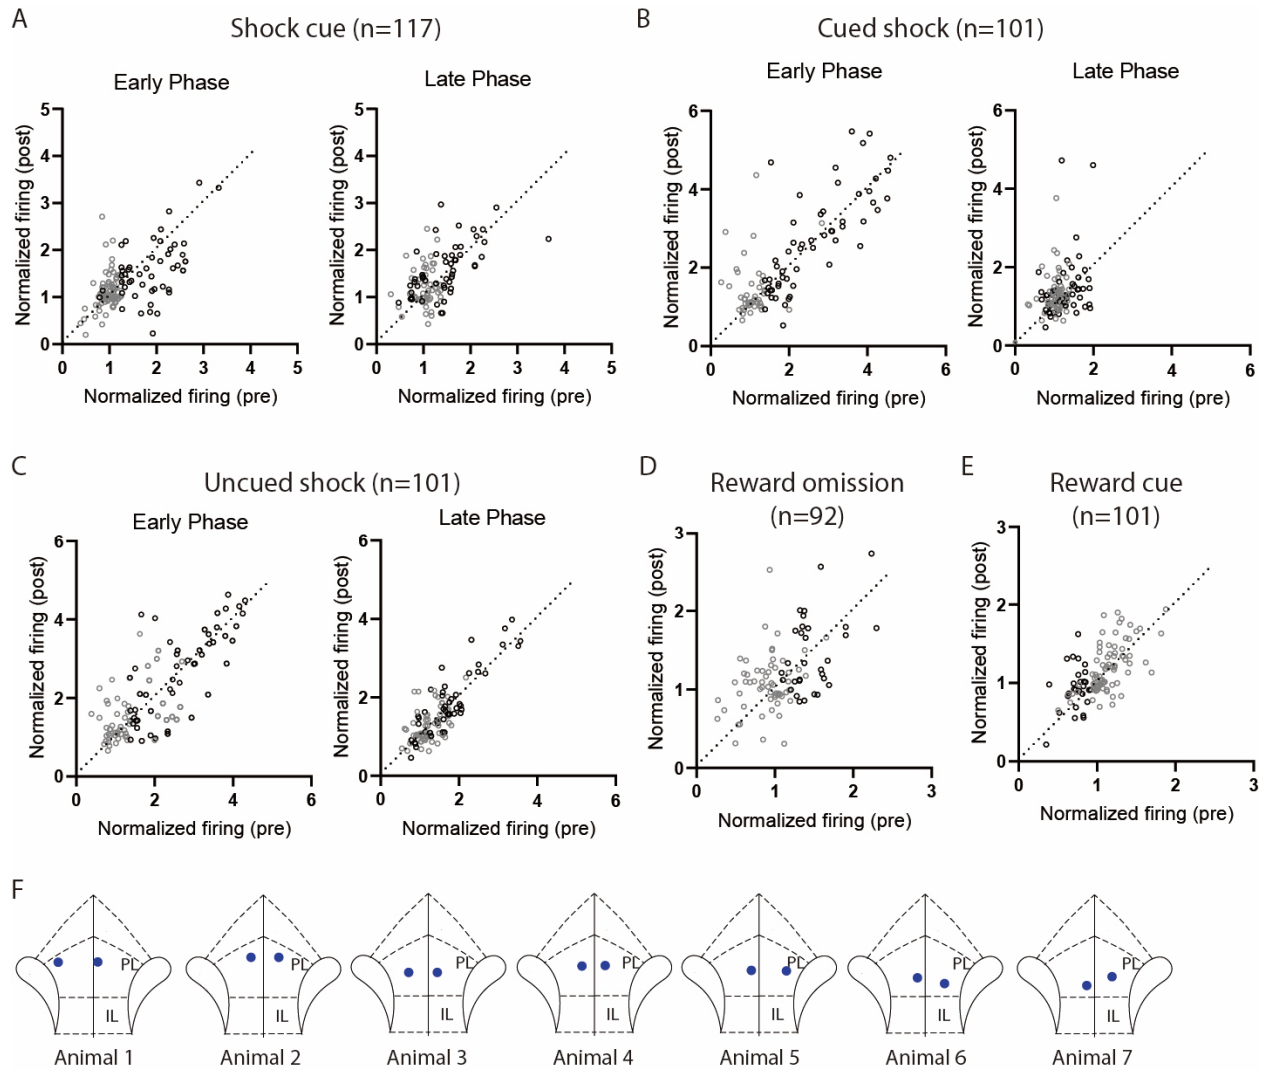 A
Shock cue (n=117)
Early Phase
Normalized firing (post)
5
4
3
2
1
0
0 1 2 3 4 5
Normalized firing (pre)
Late Phase
Normalized firing (post)
5
4
3
2
1
0
0 1 2 3 4 5
Normalized firing (pre)
B
Cued shock (n=101)
Early Phase
Normalized firing (post)
6
4
2
0
0 2 4 6
Normalized firing (pre)
Late Phase
Normalized firing (post)
6
4
2
0
0 2 4 6
Normalized firing (pre)
C
Uncued shock (n=101)
Early Phase
Normalized firing (post)
6
4
2
0
0 2 4 6
Normalized firing (pre)
Late Phase
Normalized firing (post)
6
4
2
0
0 2 4 6
Normalized firing (pre)
D
Reward omission
(n=92)
Normalized firing (post)
3
2
1
0
0 1 2 3
Normalized firing (pre)
E
Reward cue
(n=101)
Normalized firing (post)
3
2
1
0
0 1 2 3
Normalized firing (pre)
F
PL
IL
Animal 1
PL
IL
Animal 2
PL
IL
Animal 3
PL
IL
Animal 4
PL
IL
Animal 5
PL
IL
Animal 6
PL
IL
Animal 7